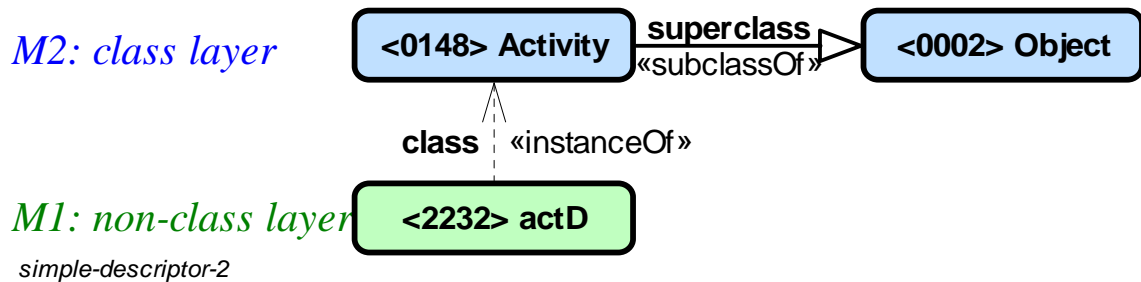 M2: class layer
<0148> Activity
superclass
«subclassOf»
<0002> Object
class «instanceOf»
M1: non-class layer
<2232> actD
simple-descriptor-2